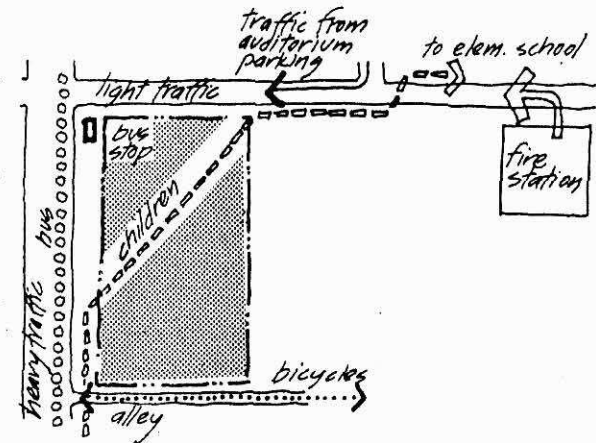 traffic from
auditorium
parking
to elem. school
light traffic
bus
stop
fire
station
children
heavy traffic
bus
bicycles
alley